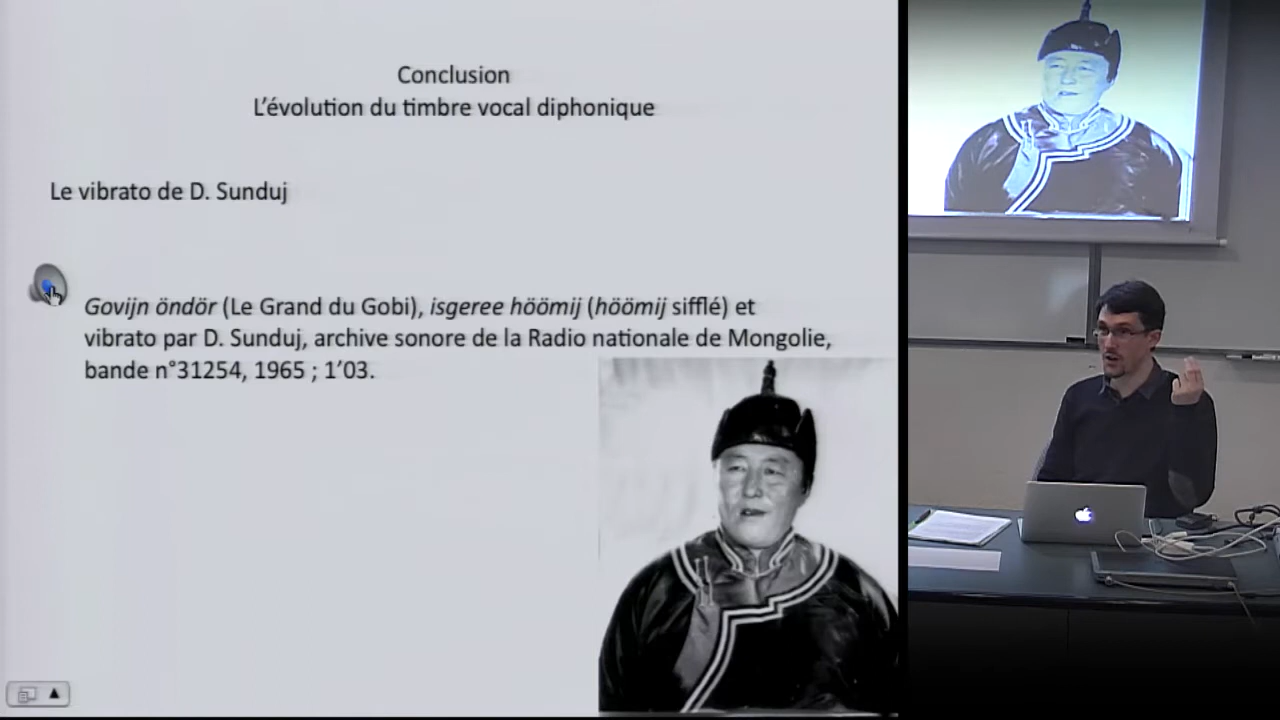 Conclusion
L'évolution du timbre vocal diphonique
Le vibrato de D. Sunduj
Govijn öndör (Le Grand du Gobi), isgeree höömij (höömij sifflé) et
vibrato par D. Sunduj, archive sonore de la Radio nationale de Mongolie,
bande n°31254, 1965 ; 1'03.